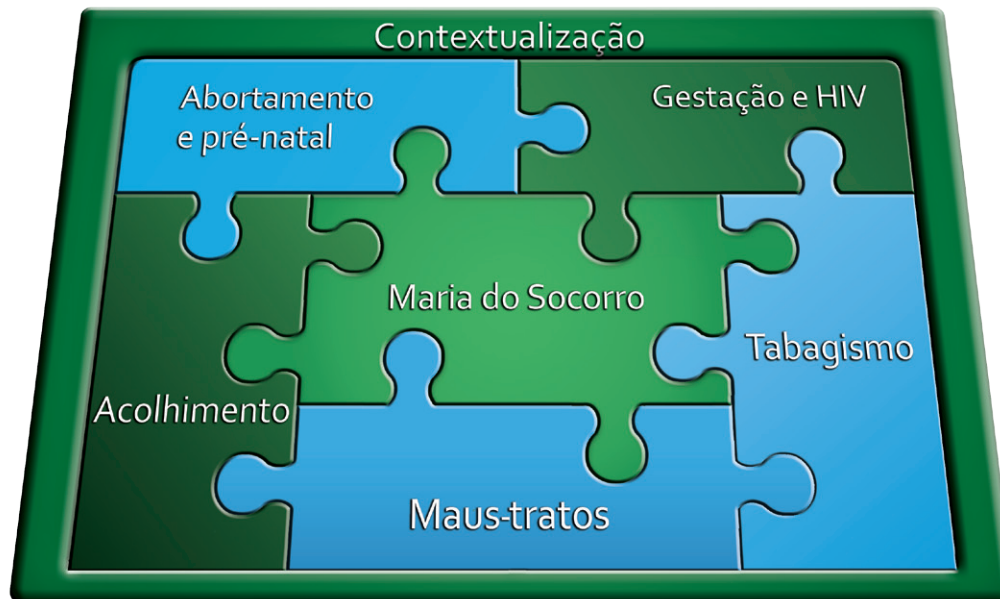 Contextualização
Abortamento
e pré-natal
Gestação e HIV
Maria do Socorro
Tabagismo
Acolhimento
Maus-tratos